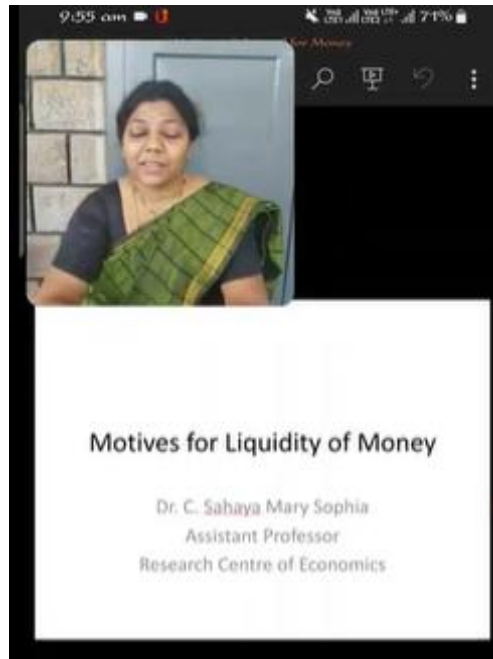 9:55 am
71%
for Money
Motives for Liquidity of Money
Dr. C. Sahaya Mary Sophia
Assistant Professor
Research Centre of Economics